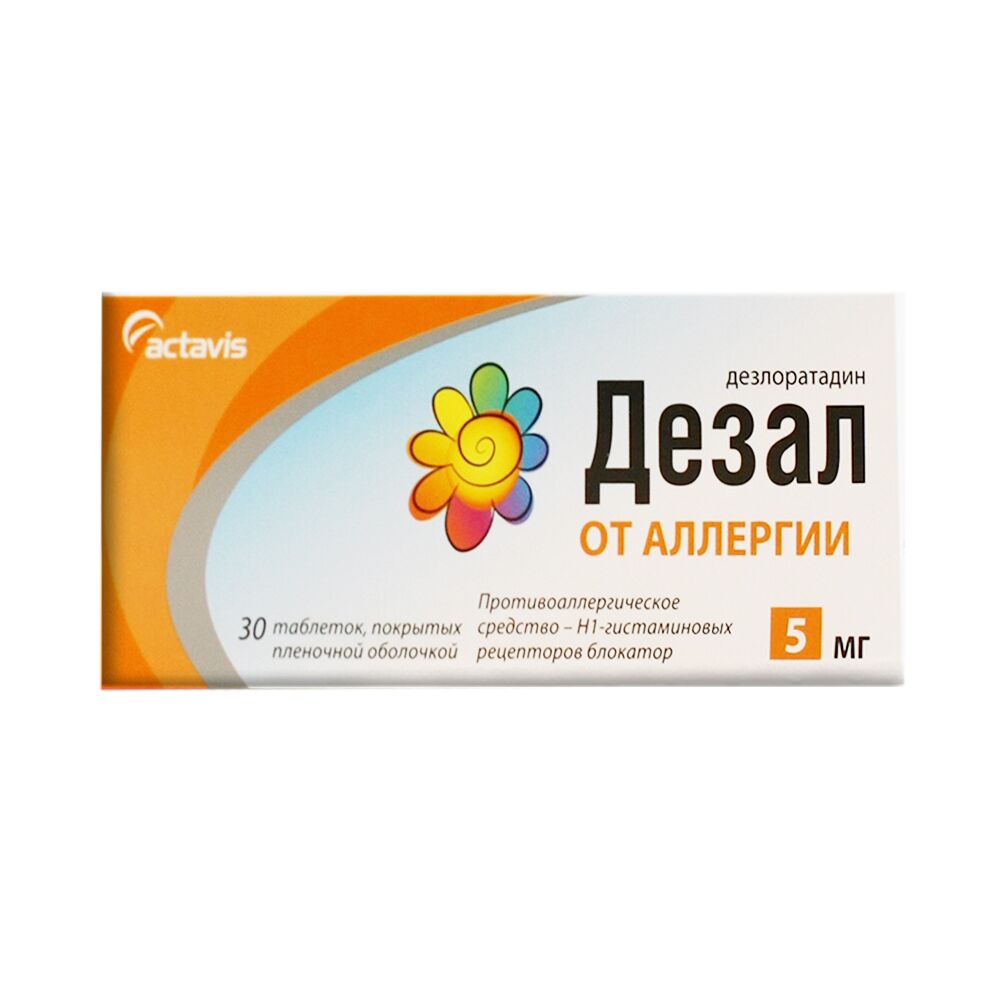 actavis
дезлоратадин
Дезал
ОТ АЛЛЕРГИИ
30 таблеток, покрытых
пленочной оболочкой
Противоаллергическое
средство – Н1-гистаминовых
рецепторов блокатор
5 мг